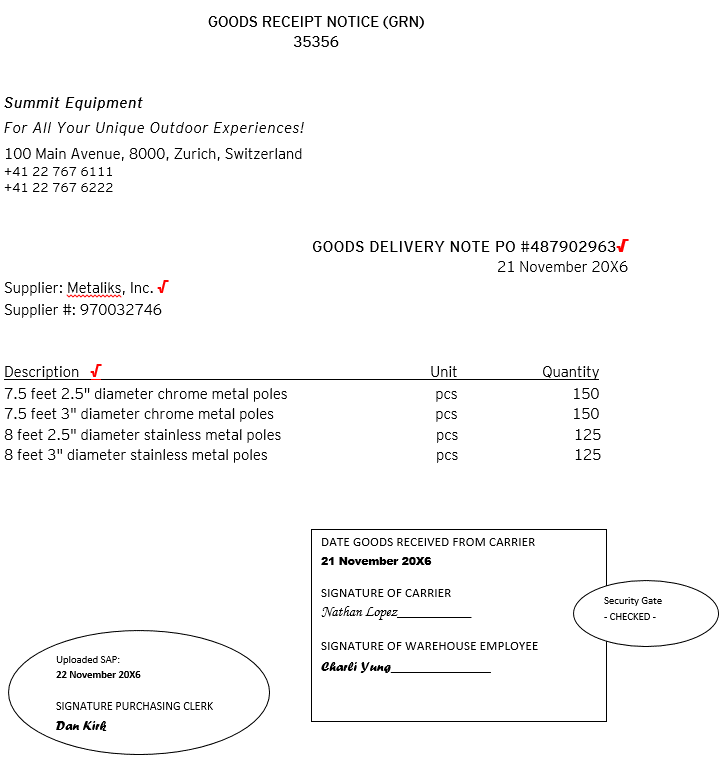 GOODS RECEIPT NOTICE (GRN)
35356
Summit Equipment
For All Your Unique Outdoor Experiences!
100 Main Avenue, 8000, Zurich, Switzerland
+41 22 767 6111
+41 22 767 6222
GOODS DELIVERY NOTE PO #487902963√
21 November 20X6
Supplier: Metaliks, Inc. √
Supplier #: 970032746
Description √ Unit Quantity
7.5 feet 2.5" diameter chrome metal poles pcs 150
7.5 feet 3" diameter chrome metal poles pcs 150
8 feet 2.5" diameter stainless metal poles pcs 125
8 feet 3" diameter stainless metal poles pcs 125
DATE GOODS RECEIVED FROM CARRIER
21 November 20X6
SIGNATURE OF CARRIER
Nathan Lopez
SIGNATURE OF WAREHOUSE EMPLOYEE
Charli Yung
Security Gate
- CHECKED -
Uploaded SAP:
22 November 20X6
SIGNATURE PURCHASING CLERK
Dan Kirk